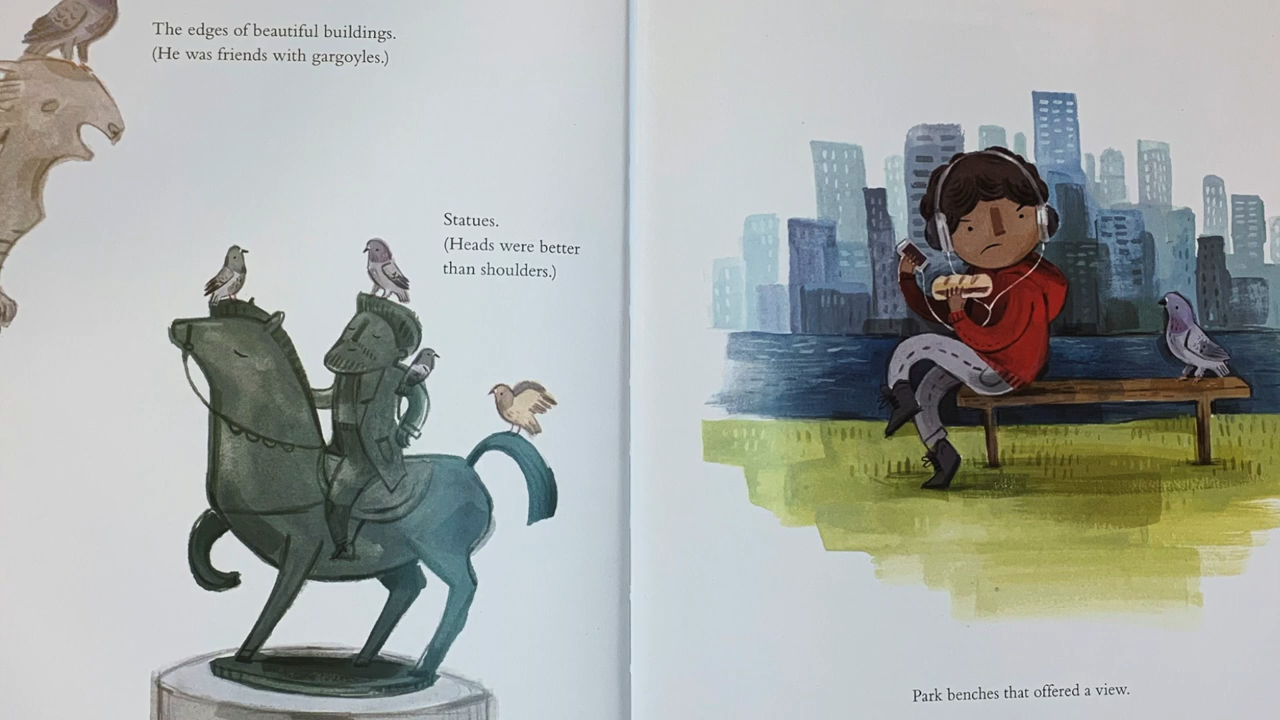 The edges of beautiful buildings.
(He was friends with gargoyles.)
Statues.
(Heads were better
than shoulders.)
Park benches that offered a view.